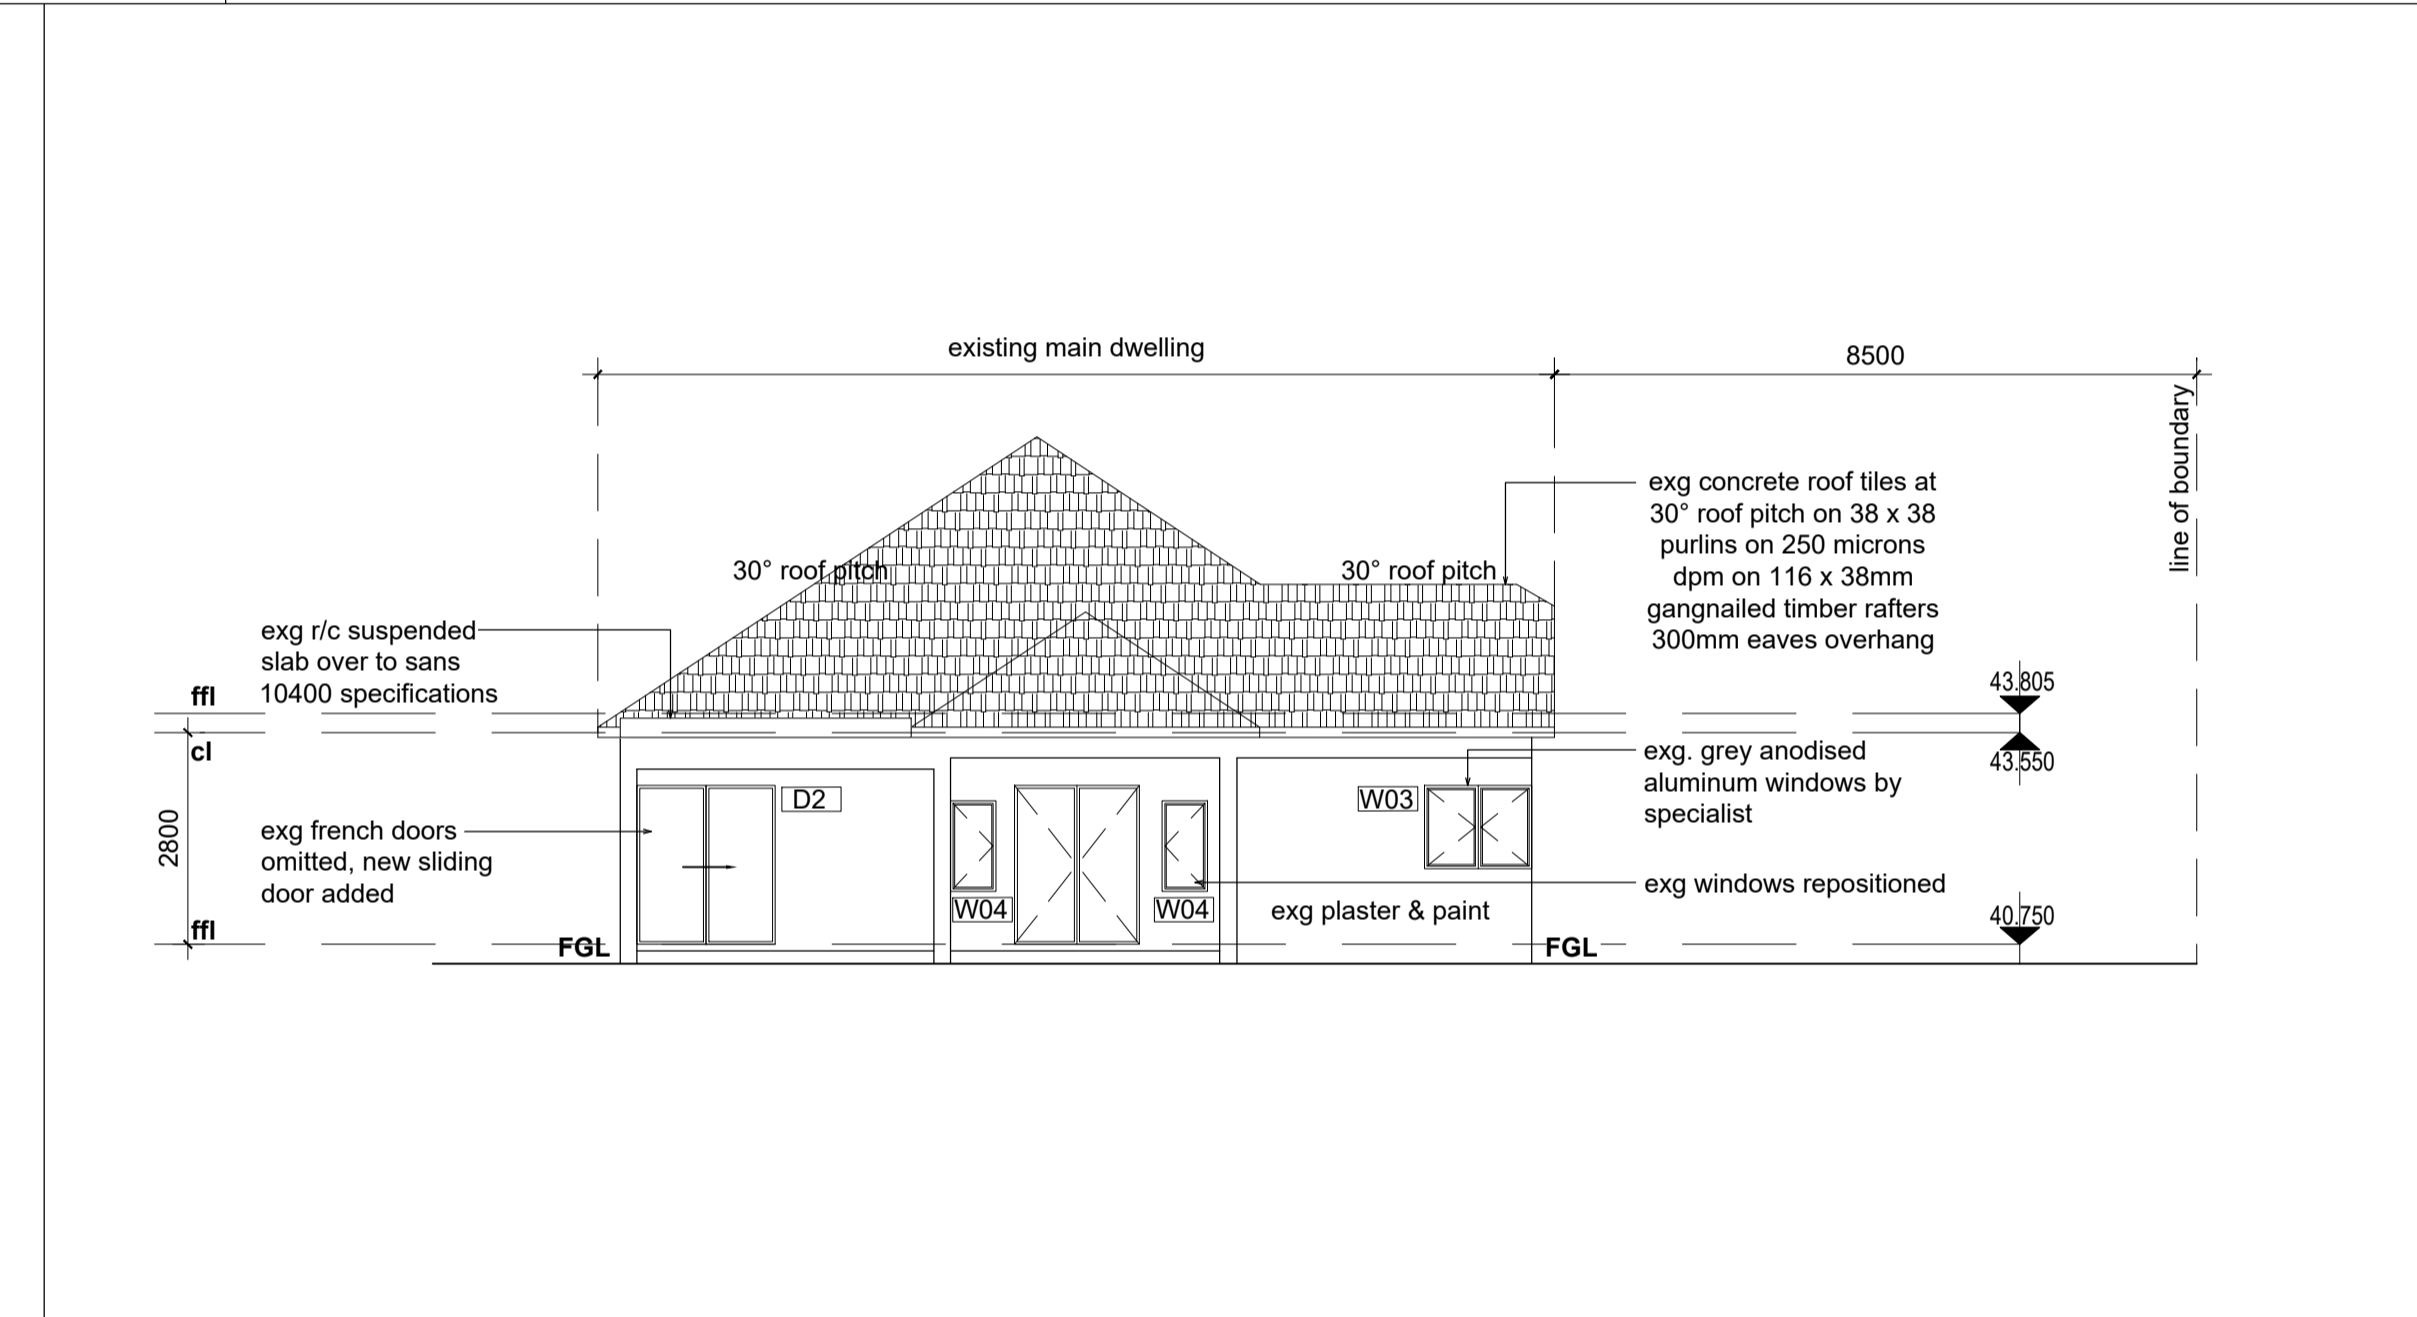 existing main dwelling
8500
line of boundary
exg concrete roof tiles at
30° roof pitch on 38 x 38
purlins on 250 microns
dpm on 116 x 38mm
gangnailed timber rafters
300mm eaves overhang
30° roof pitch
30° roof pitch
exg r/c suspended
slab over to sans
10400 specifications
ffl
cl
43.805
43.550
exg. grey anodised
aluminum windows by
specialist
D2
W03
2800
exg french doors
omitted, new sliding
door added
exg windows repositioned
W04
W04
exg plaster & paint
40.750
ffl
FGL
FGL